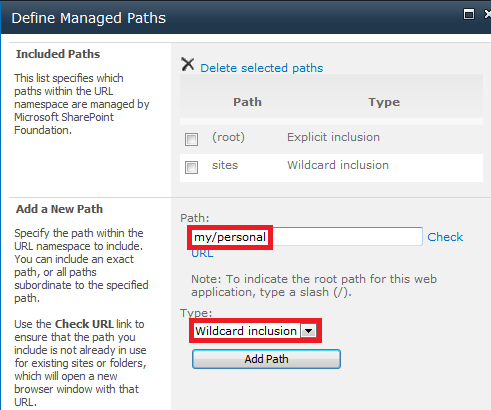 Define Managed Paths
Included Paths
This list specifies which
paths within the URL
namespace are managed by
Microsoft SharePoint
Foundation.
Delete selected paths
Path Type
(root) Explicit inclusion
sites Wildcard inclusion
Add a New Path
Specify the path within the
URL namespace to include.
You can include an exact
path, or all paths
subordinate to the specified
path.
Use the Check URL link to
ensure that the path you
include is not already in use
for existing sites or folders,
which will open a new
browser window with that
URL.
Path:
my/personal Check
URL
Note: To indicate the root path for this web
application, type a slash (/).
Type:
Wildcard inclusion
Add Path